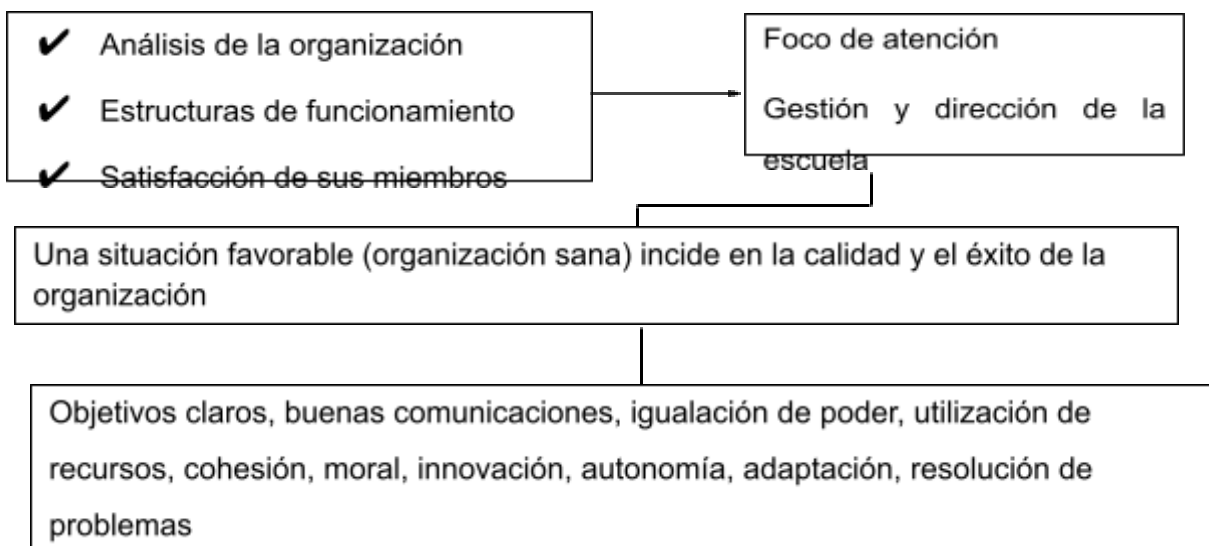 ✔ Análisis de la organización
✔ Estructuras de funcionamiento
✔ Satisfacción de sus miembros
Foco de atención
Gestión y dirección de la
escuela
Una situación favorable (organización sana) incide en la calidad y el éxito de la
organización
Objetivos claros, buenas comunicaciones, igualación de poder, utilización de
recursos, cohesión, moral, innovación, autonomía, adaptación, resolución de
problemas